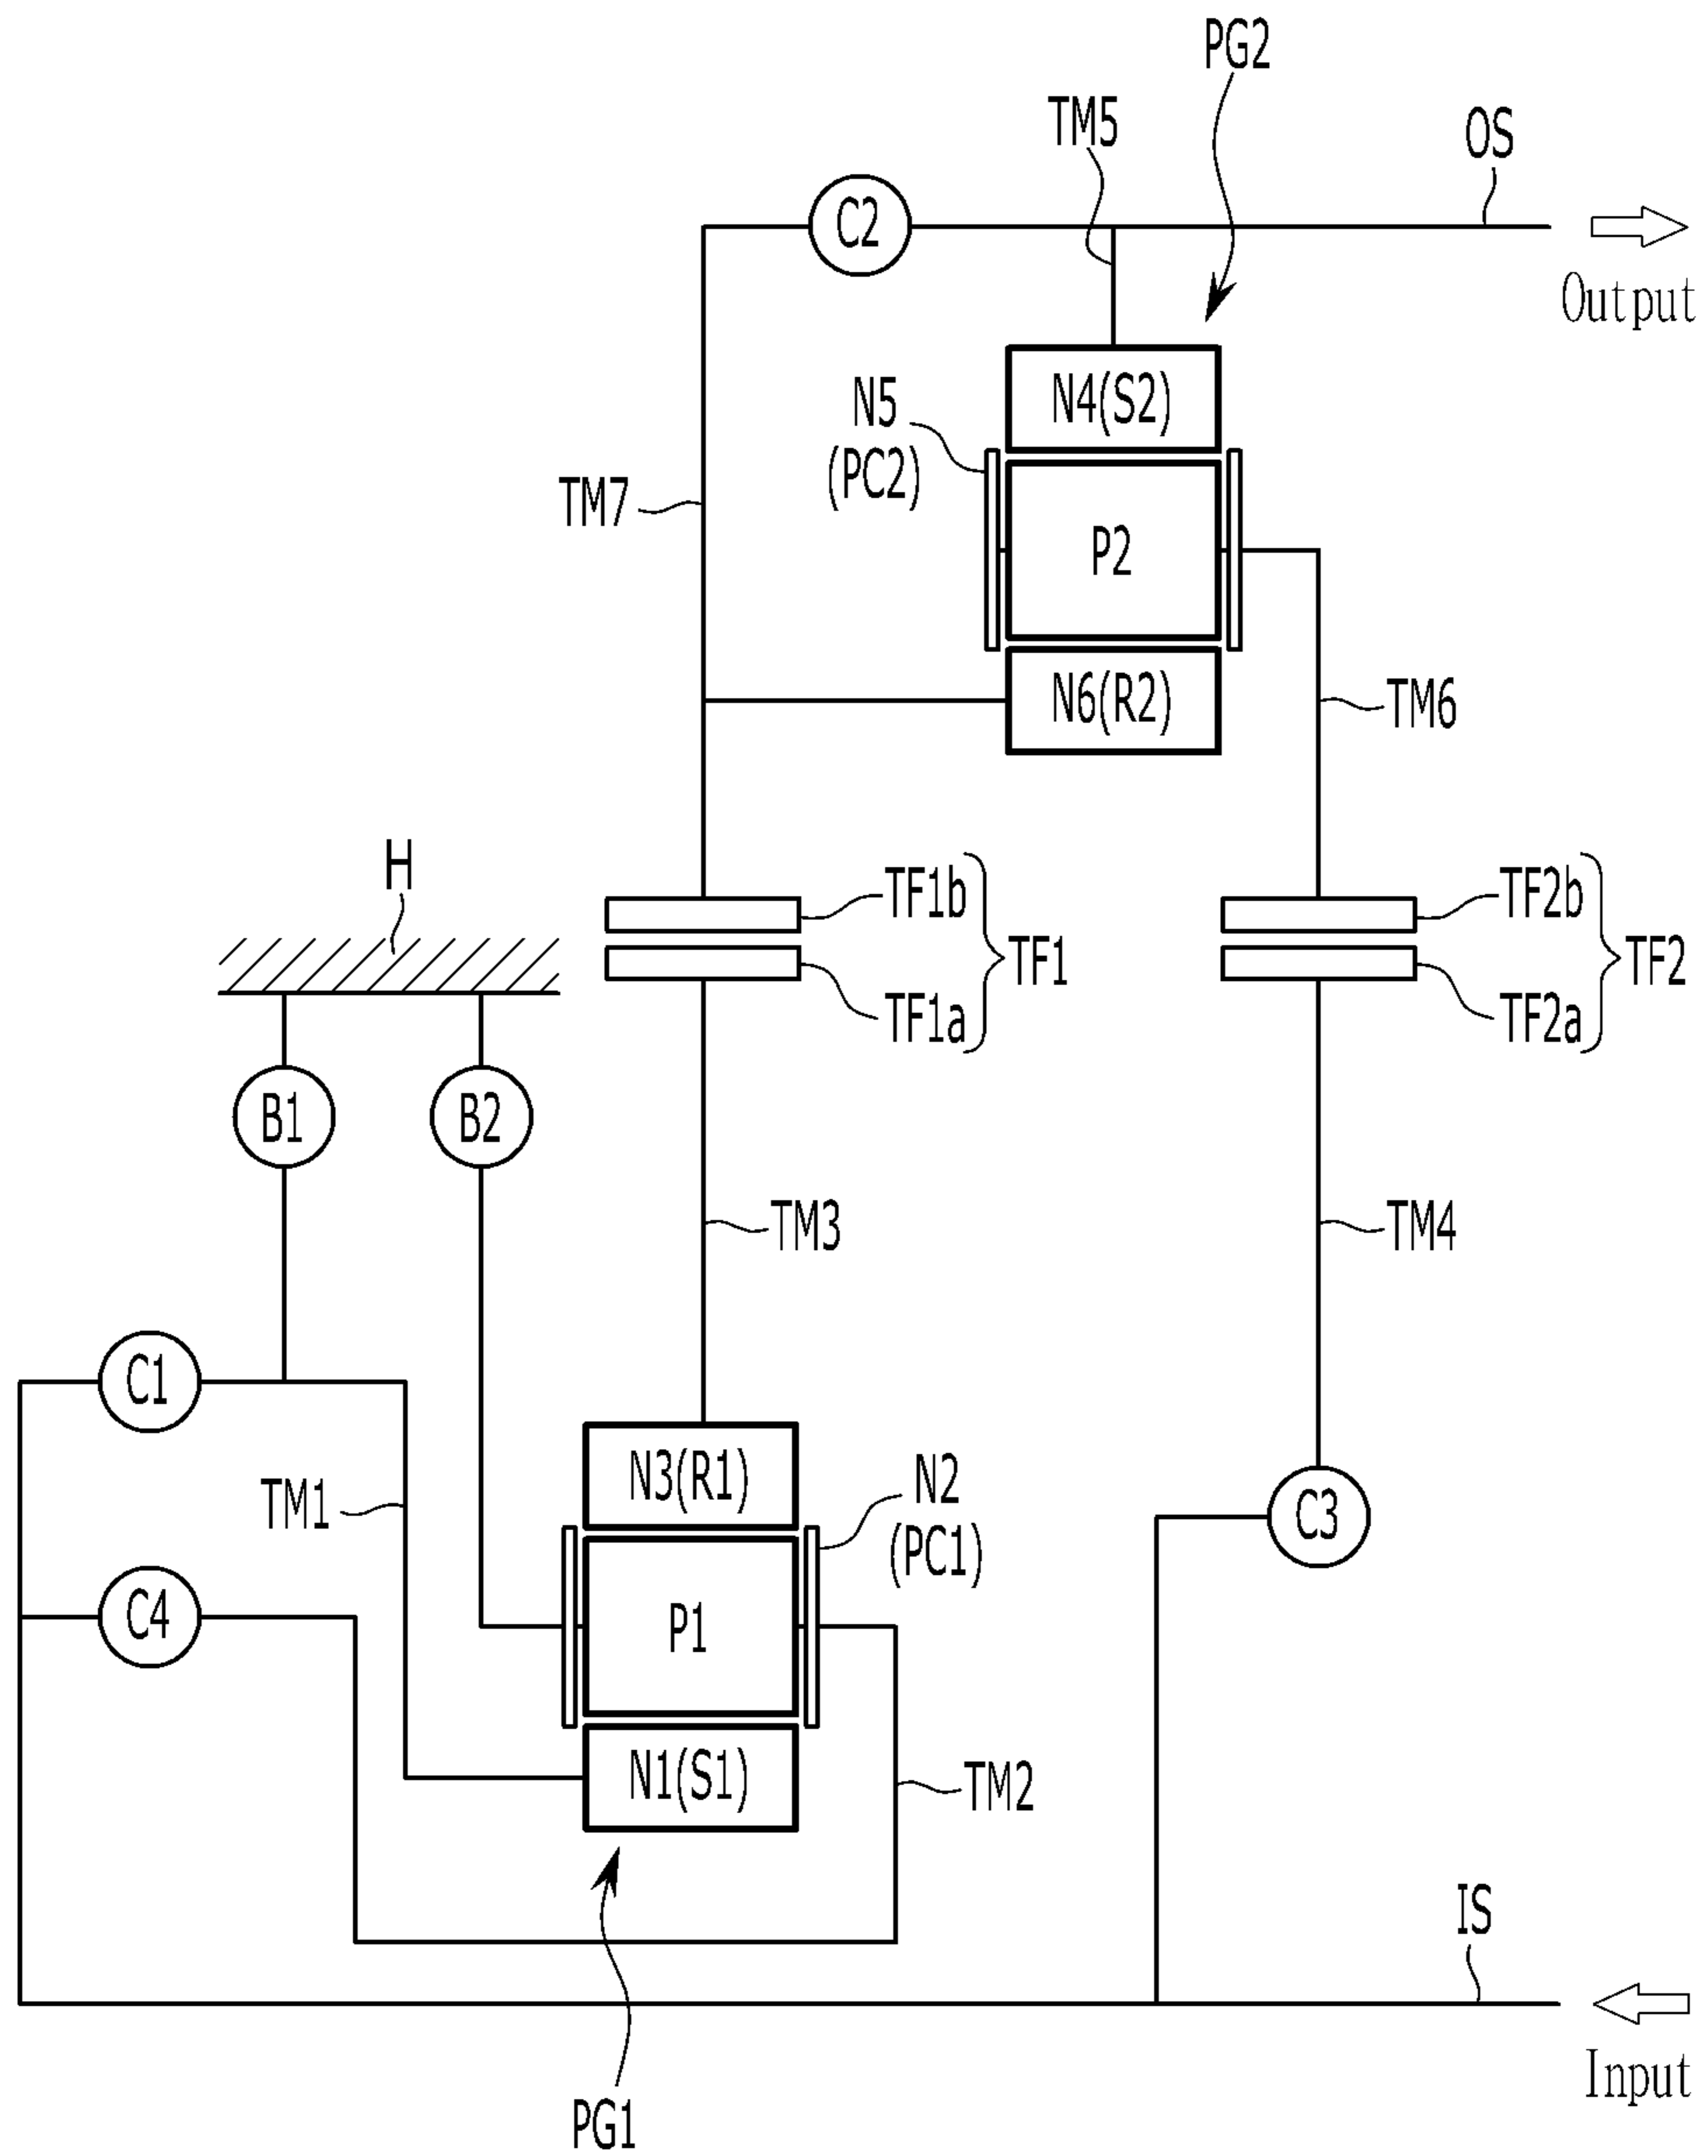 PG2
TM5
OS
C2
Output
N5
(PC2)
N4(S2)
TM7
P2
N6(R2)
TM6
H
TF1b
TF1
TF1a
TF2b
TF2
TF2a
B1
B2
TM3
TM4
C1
N3(R1)
N2
(PC1)
TM1
C3
C4
P1
N1(S1)
TM2
IS
Input
PG1